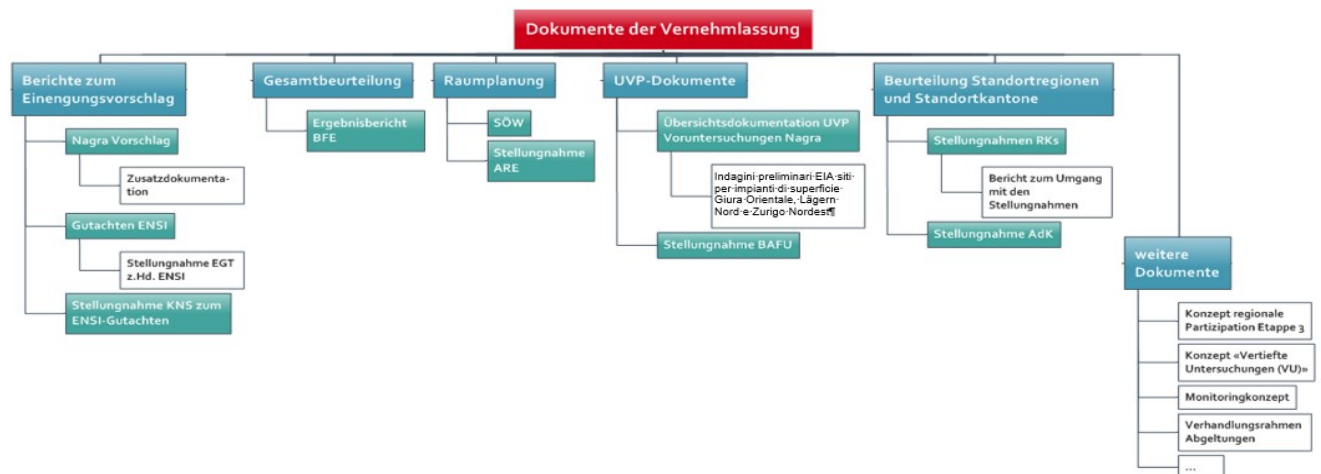 Dokumente der Vernehmlassung
Berichte zum
Einengungsvorschlag
Nagra Vorschlag
Zusatzdokumenta-
tion
Gutachten ENSI
Stellungnahme EGT
z.Hd. ENSI
Stellungnahme KNS zum
ENSI-Gutachten
Gesamtbeurteilung
Ergebnisbericht
BFE
Raumplanung
SÖW
Stellungnahme
ARE
UVP-Dokumente
Übersichtsdokumentation UVP
Voruntersuchungen Nagra
Indagini·preliminari·EIA·siti·
per·impianti·di·superficie·
Giura·Orientale,·Lägern·
Nord·e·Zurigo·Nordest¶
Stellungnahme BAFU
Beurteilung Standortregionen
und Standortkantone
Stellungnahmen RKs
Bericht zum Umgang
mit den
Stellungnahmen
Stellungnahme AdK
weitere
Dokumente
Konzept regionale
Partizipation Etappe 3
Konzept «Vertiefte
Untersuchungen (VU)»
Monitoringkonzept
Verhandlungsrahmen
Abgeltungen
...